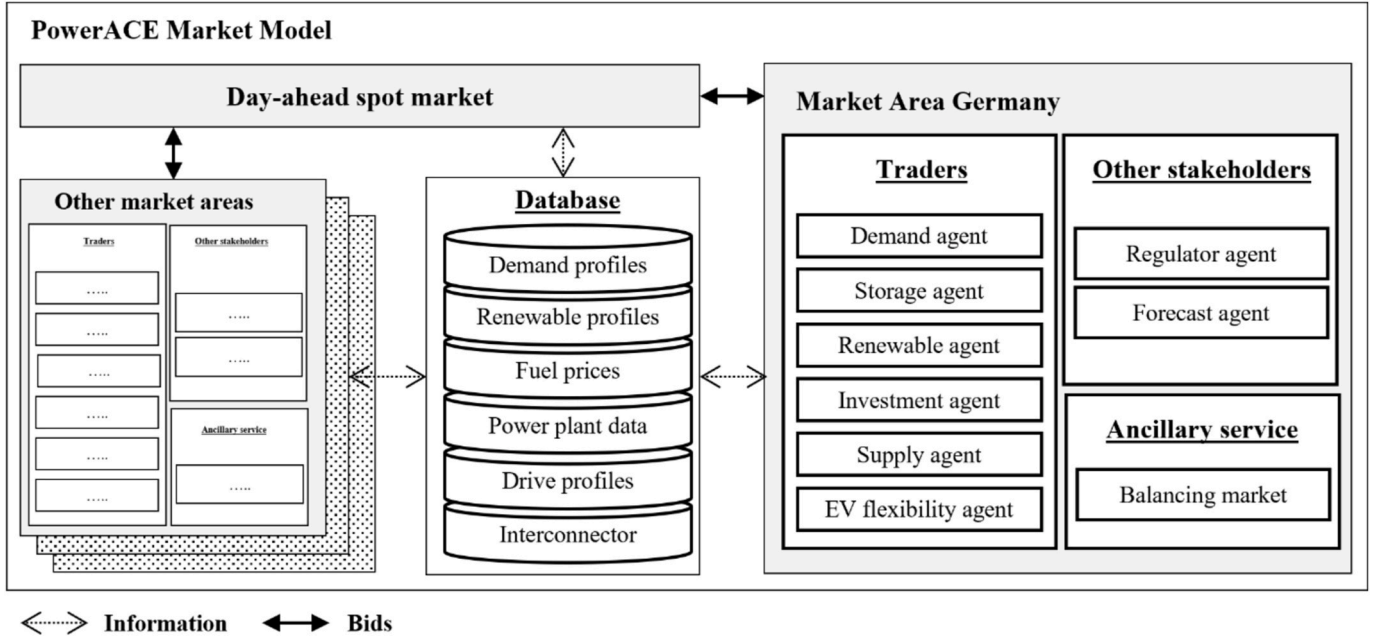 PowerACE Market Model
Day-ahead spot market
Other market areas
Traders
…..
…..
…..
…..
…..
…..
Other stakeholders
…..
…..
Ancillary service
…..
Database
Demand profiles
Renewable profiles
Fuel prices
Power plant data
Drive profiles
Interconnector
Market Area Germany
Traders
Demand agent
Storage agent
Renewable agent
Investment agent
Supply agent
EV flexibility agent
Other stakeholders
Regulator agent
Forecast agent
Ancillary service
Balancing market
Information
Bids